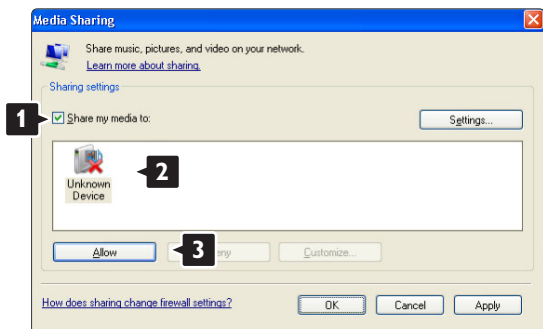 Media Sharing
Share music, pictures, and video on your network.
Learn more about sharing.
Sharing settings
1
Share my media to:
Settings...
2
Unknown
Device
Allow
3
Customize...
How does sharing change firewall settings?
OK
Cancel
Apply